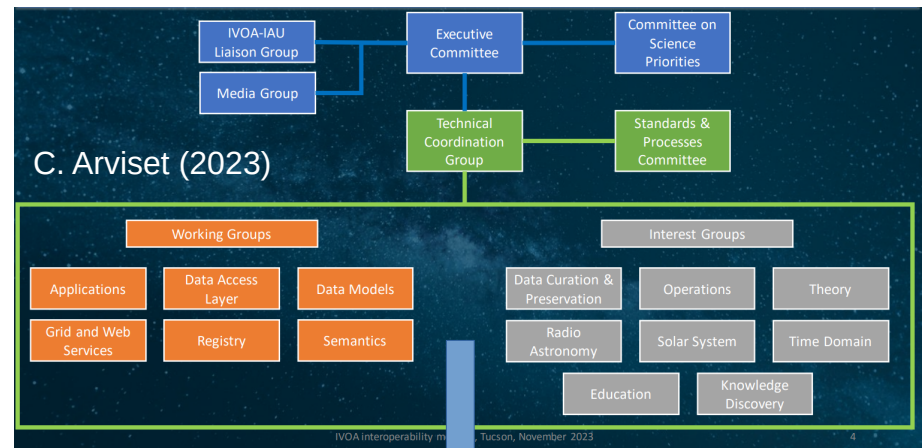 IVOA-IAU
Liaison Group
Executive
Committee
Committee on
Science
Priorities
Media Group
Technical
Coordination
Group
Standards &
Processes
Committee
C. Arviset (2023)
Working Groups
Interest Groups
Applications
Data Access
Layer
Data Models
Data Curation &
Preservation
Operations
Theory
Grid and Web
Services
Registry
Semantics
Radio
Astronomy
Solar System
Time Domain
Education
Knowledge
Discovery
IVOA interoperability m , Tucson, November 2023
4